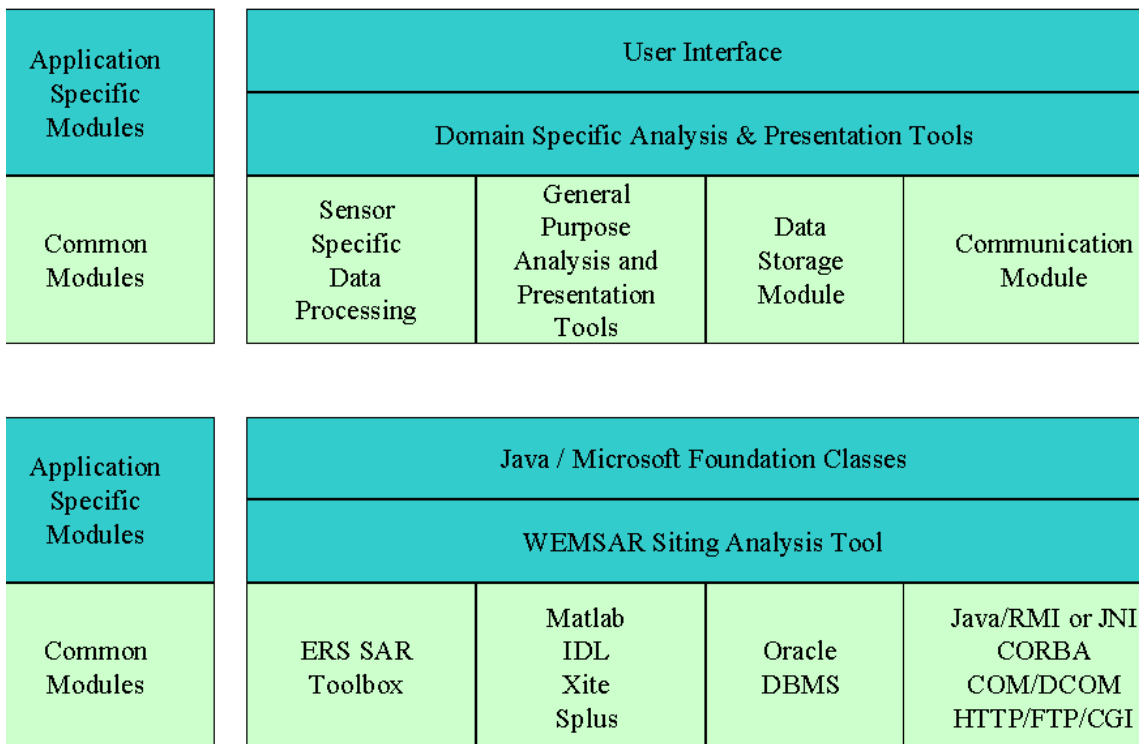 Application
Specific
Modules
User Interface
Domain Specific Analysis & Presentation Tools
Common
Modules
Sensor
Specific
Data
Processing
General
Purpose
Analysis and
Presentation
Tools
Data
Storage
Module
Communication
Module
Application
Specific
Modules
Java / Microsoft Foundation Classes
WEMSAR Siting Analysis Tool
Common
Modules
ERS SAR
Toolbox
Matlab
IDL
Xite
Splus
Oracle
DBMS
Java/RMI or JNI
CORBA
COM/DCOM
HTTP/FTP/CGI